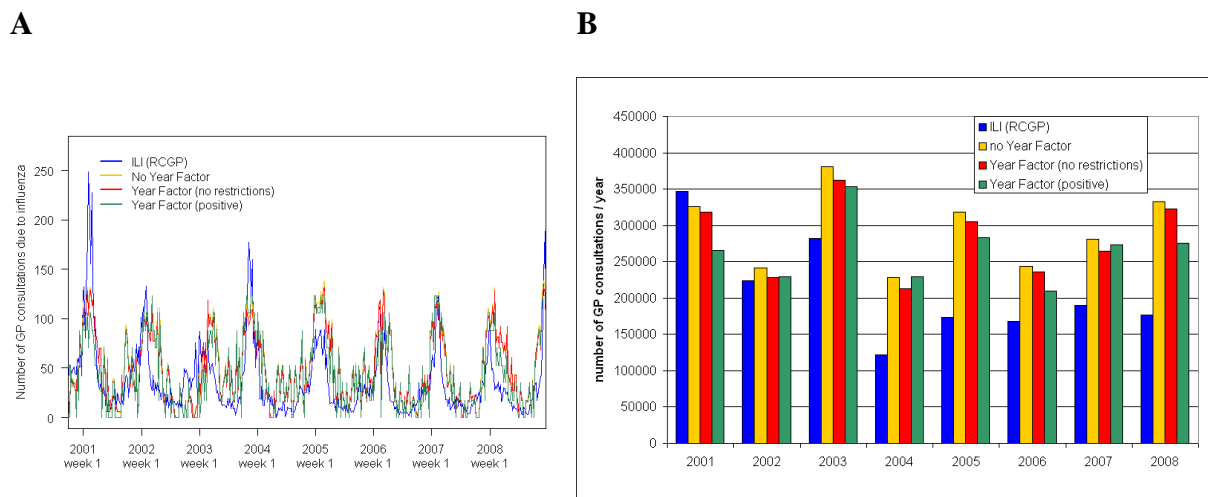 A
B
Number of GP consultations due to influenza
250
200
150
100
50
0
ILI (RCGP)
No Year Factor
Year Factor (no restrictions)
Year Factor (positive)
2001 2002 2003 2004 2005 2006 2007 2008
week 1 week 1 week 1 week 1 week 1 week 1 week 1 week 1
number of GP consultations / year
450000
400000
350000
300000
250000
200000
150000
100000
50000
0
ILI (RCGP)
no Year Factor
Year Factor (no restrictions)
Year Factor (positive)
2001 2002 2003 2004 2005 2006 2007 2008